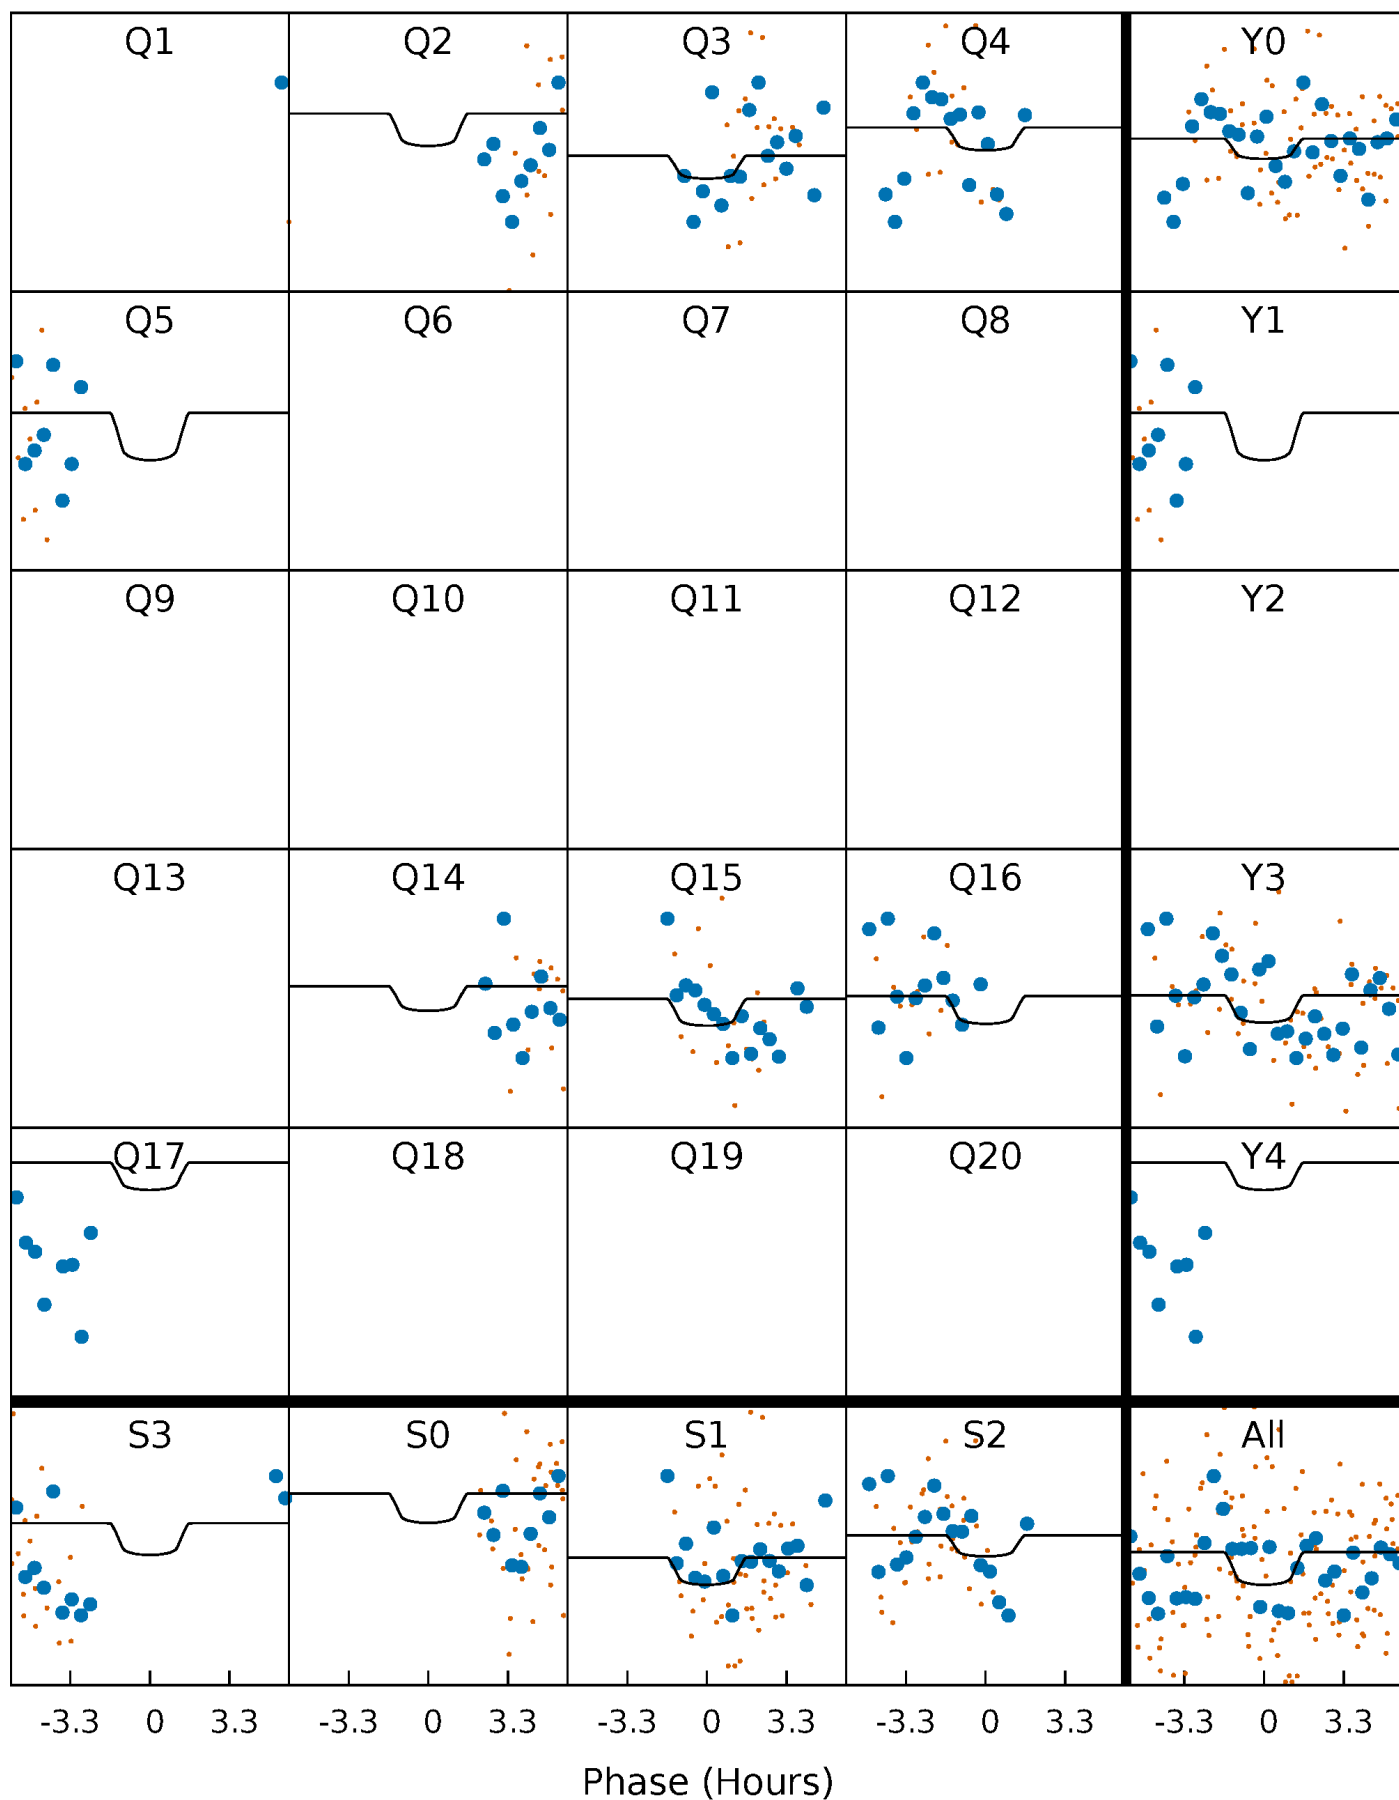 Q1 Q2 Q3 Q4 Y0
Q5 Q6 Q7 Q8 Y1
Q9 Q10 Q11 Q12 Y2
Q13 Q14 Q15 Q16 Y3
Q17 Q18 Q19 Q20 Y4
S3 S0 S1 S2 All
-3.3 0 3.3 -3.3 0 3.3 -3.3 0 3.3 -3.3 0 3.3 -3.3 0 3.3
Phase (Hours)